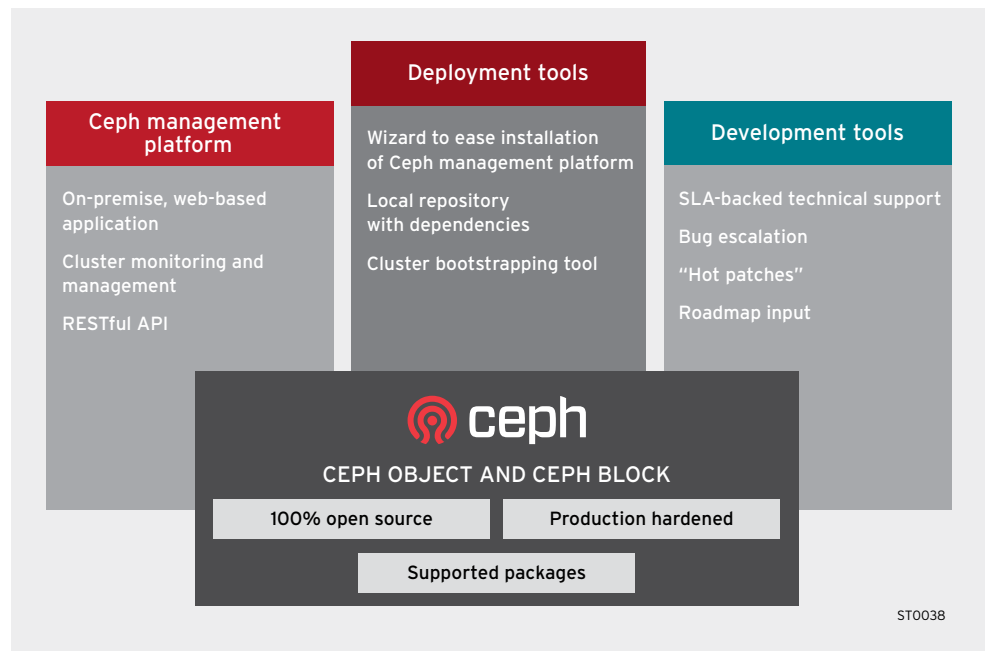 Ceph management
platform
On-premise, web-based
application
Cluster monitoring and
management
RESTful API
Deployment tools
Wizard to ease installation
of Ceph management platform
Local repository
with dependencies
Cluster bootstrapping tool
Development tools
SLA-backed technical support
Bug escalation
“Hot patches”
Roadmap input
ceph
CEPH OBJECT AND CEPH BLOCK
100% open source
Production hardened
Supported packages
ST0038